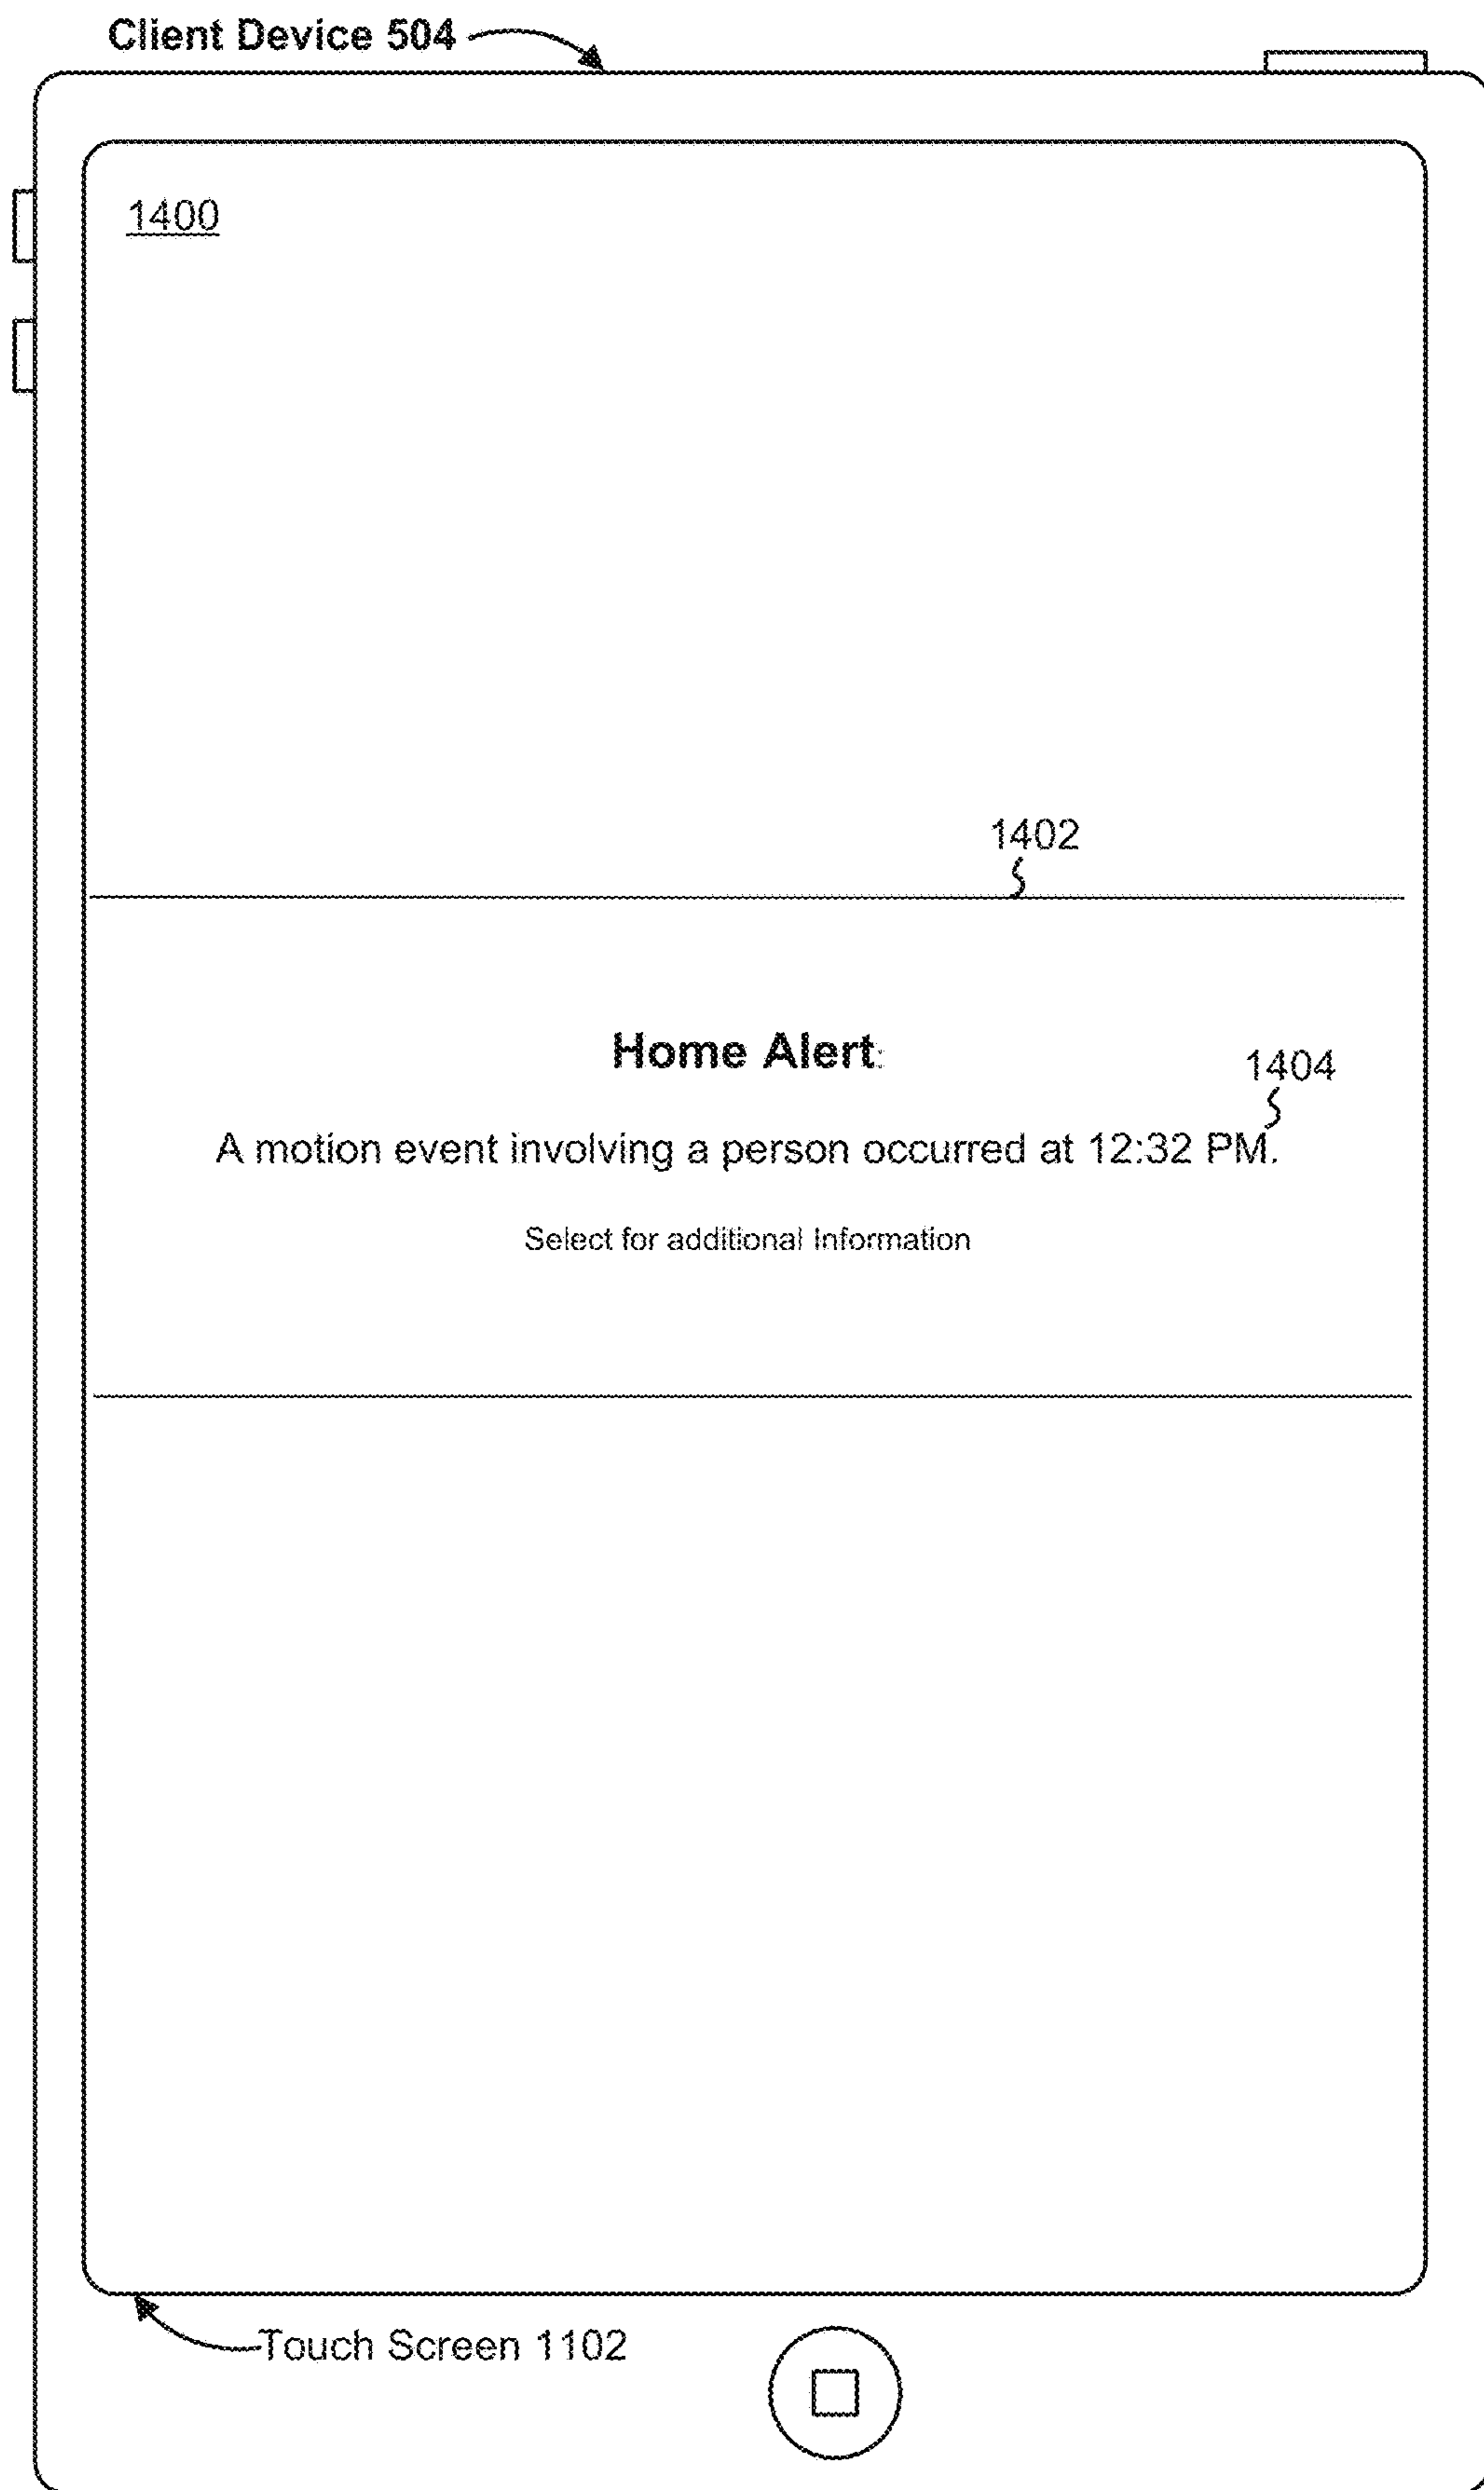 Client Device 504
1400
1402
Home Alert:
1404
A motion event involving a person occurred at 12:32 PM.
Select for additional Information
Touch Screen 1102